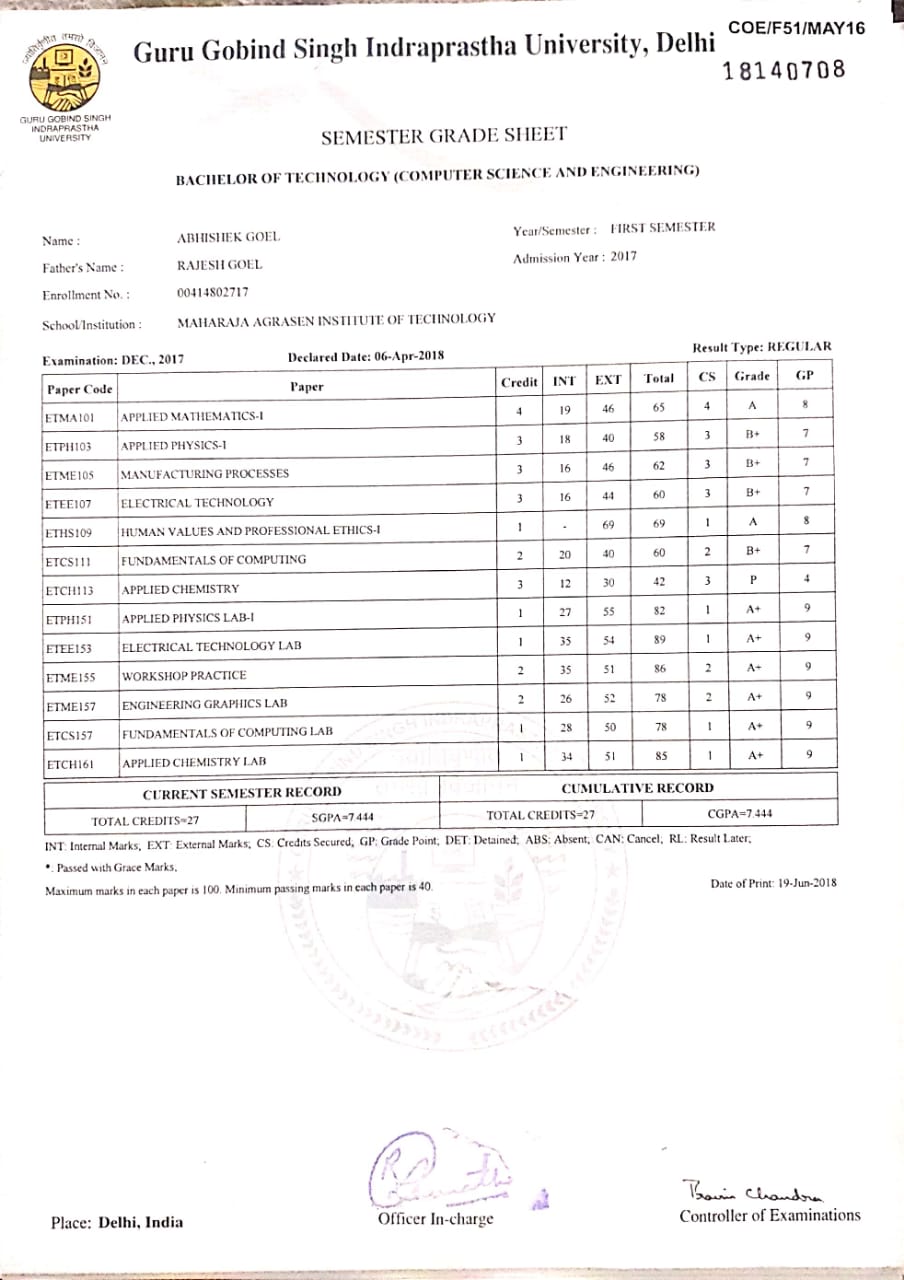 COE/F51/MAY16
Guru Gobind Singh Indraprastha University, Delhi
18140708
GURU GOBIND SINGH
INDRAPRASTHA
UNIVERSITY
SEMESTER GRADE SHEET
BACHELOR OF TECHNOLOGY (COMPUTER SCIENCE AND ENGINEERING)
Name : ABHISHEK GOEL Year/Semester : FIRST SEMESTER
Father's Name : RAJESH GOEL Admission Year : 2017
Enrollment No. : 00414802717
School/Institution : MAHARAJA AGRASEN INSTITUTE OF TECHNOLOGY
Examination: DEC., 2017 Declared Date: 06-Apr-2018 Result Type: REGULAR
Paper Code Paper Credit INT EXT Total CS Grade GP
ETMA101 APPLIED MATHEMATICS-I 4 19 46 65 4 A 8
ETPH103 APPLIED PHYSICS-I 3 18 40 58 3 B+ 7
ETME105 MANUFACTURING PROCESSES 3 16 46 62 3 B+ 7
ETEE107 ELECTRICAL TECHNOLOGY 3 16 44 60 3 B+ 7
ETHS109 HUMAN VALUES AND PROFESSIONAL ETHICS-I 1 - 69 69 1 A 8
ETCS111 FUNDAMENTALS OF COMPUTING 2 20 40 60 2 B+ 7
ETCH113 APPLIED CHEMISTRY 3 12 30 42 3 P 4
ETPH151 APPLIED PHYSICS LAB-I 1 27 55 82 1 A+ 9
ETEE153 ELECTRICAL TECHNOLOGY LAB 1 35 54 89 1 A+ 9
ETME155 WORKSHOP PRACTICE 2 35 51 86 2 A+ 9
ETME157 ENGINEERING GRAPHICS LAB 2 26 52 78 2 A+ 9
ETCS157 FUNDAMENTALS OF COMPUTING LAB 1 28 50 78 1 A+ 9
ETCH161 APPLIED CHEMISTRY LAB 1 34 51 85 1 A+ 9
CURRENT SEMESTER RECORD CUMULATIVE RECORD
TOTAL CREDITS=27 SGPA=7.444 TOTAL CREDITS=27 CGPA=7.444
INT: Internal Marks, EXT: External Marks, CS: Credits Secured, GP: Grade Point, DET: Detained, ABS: Absent, CAN: Cancel, RL: Result Later;
*: Passed with Grace Marks,
Maximum marks in each paper is 100. Minimum passing marks in each paper is 40. Date of Print: 19-Jun-2018
Pravin Chandra
Place: Delhi, India Officer In-charge Controller of Examinations